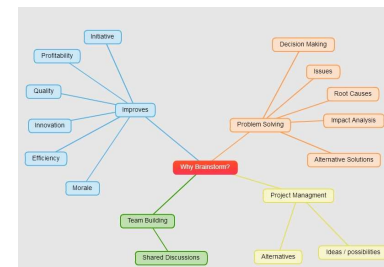 Initiative
Profitability
Quality
Improves
Innovation
Efficiency
Morale
Decision Making
Issues
Root Causes
Problem Solving
Impact Analysis
Alternative Solutions
Why Brainstorm?
Project Managment
Team Building
Shared Discussions
Alternatives
Ideas / possibilities